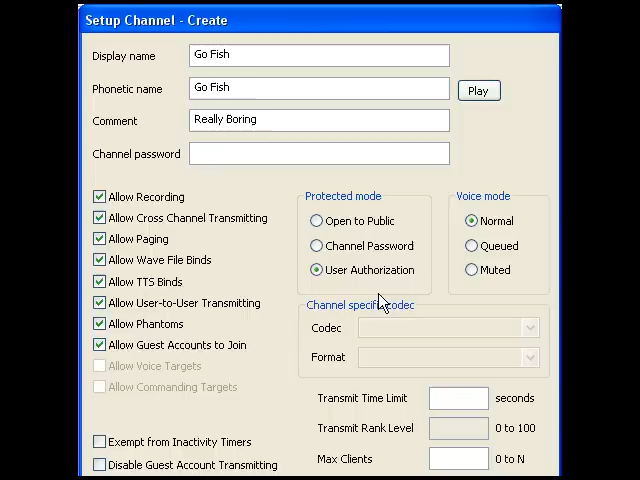 Setup Channel - Create
Display name Go Fish
Phonetic name Go Fish Play
Comment Really Boring
Channel password
Allow Recording
Allow Cross Channel Transmitting
Allow Paging
Allow Wave File Binds
Allow TTS Binds
Allow User-to-User Transmitting
Allow Phantoms
Allow Guest Accounts to Join
Allow Voice Targets
Allow Commanding Targets
Exempt from Inactivity Timers
Disable Guest Account Transmitting
Protected mode
Open to Public
Channel Password
User Authorization
Voice mode
Normal
Queued
Muted
Channel specific codec
Codec
Format
Transmit Time Limit seconds
Transmit Rank Level 0 to 100
Max Clients 0 to N